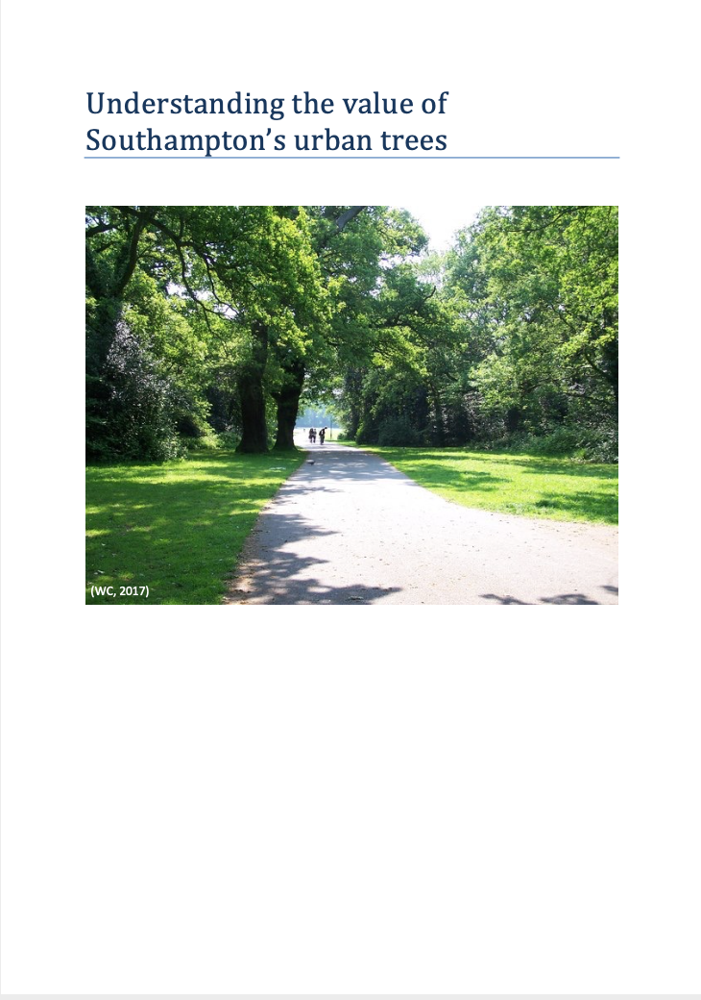 Understanding the value of
Southampton’s urban trees
(WC, 2017)